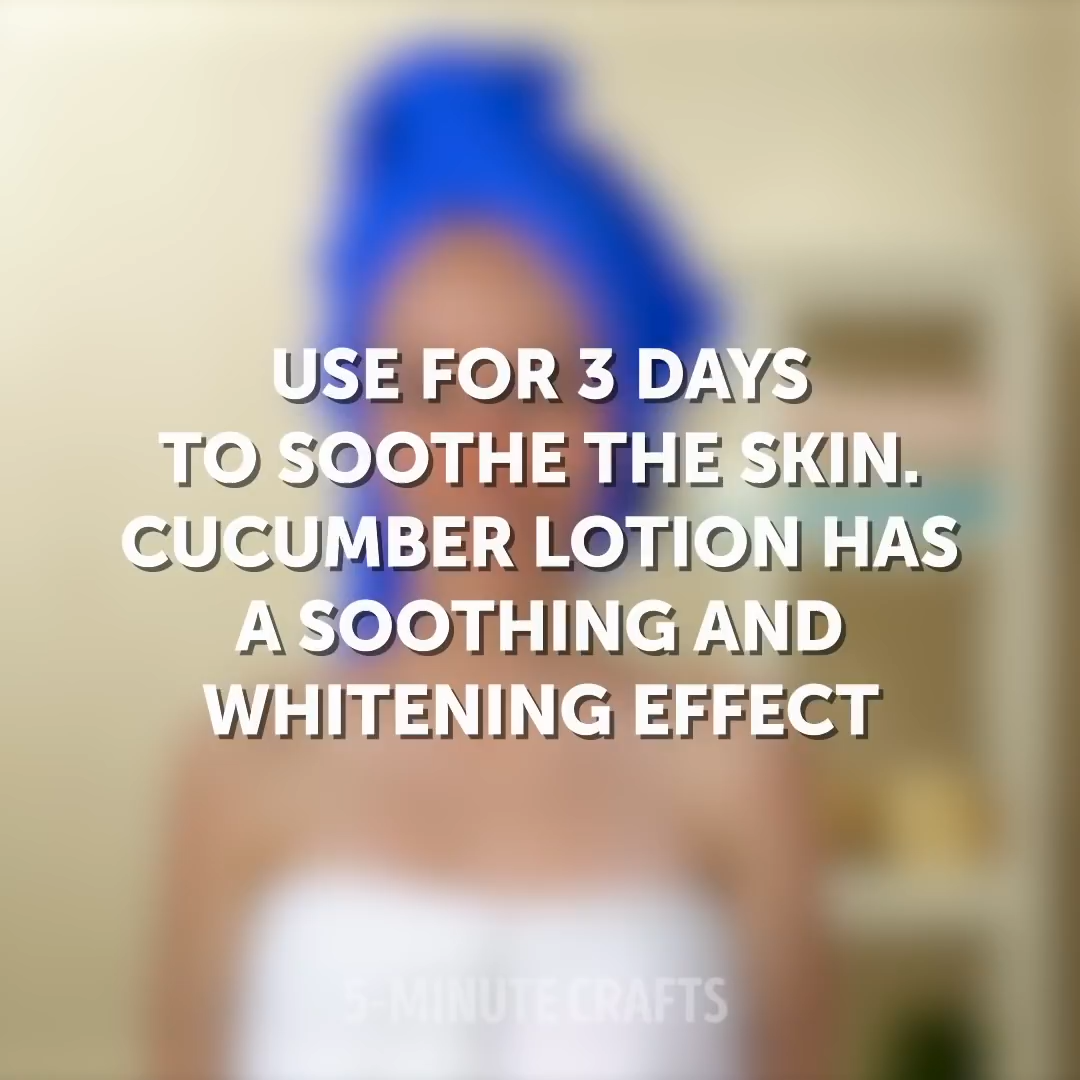 USE FOR 3 DAYS
TO SOOTHE THE SKIN.
CUCUMBER LOTION HAS
A SOOTHING AND
WHITENING EFFECT
5-MINUTE CRAFTS